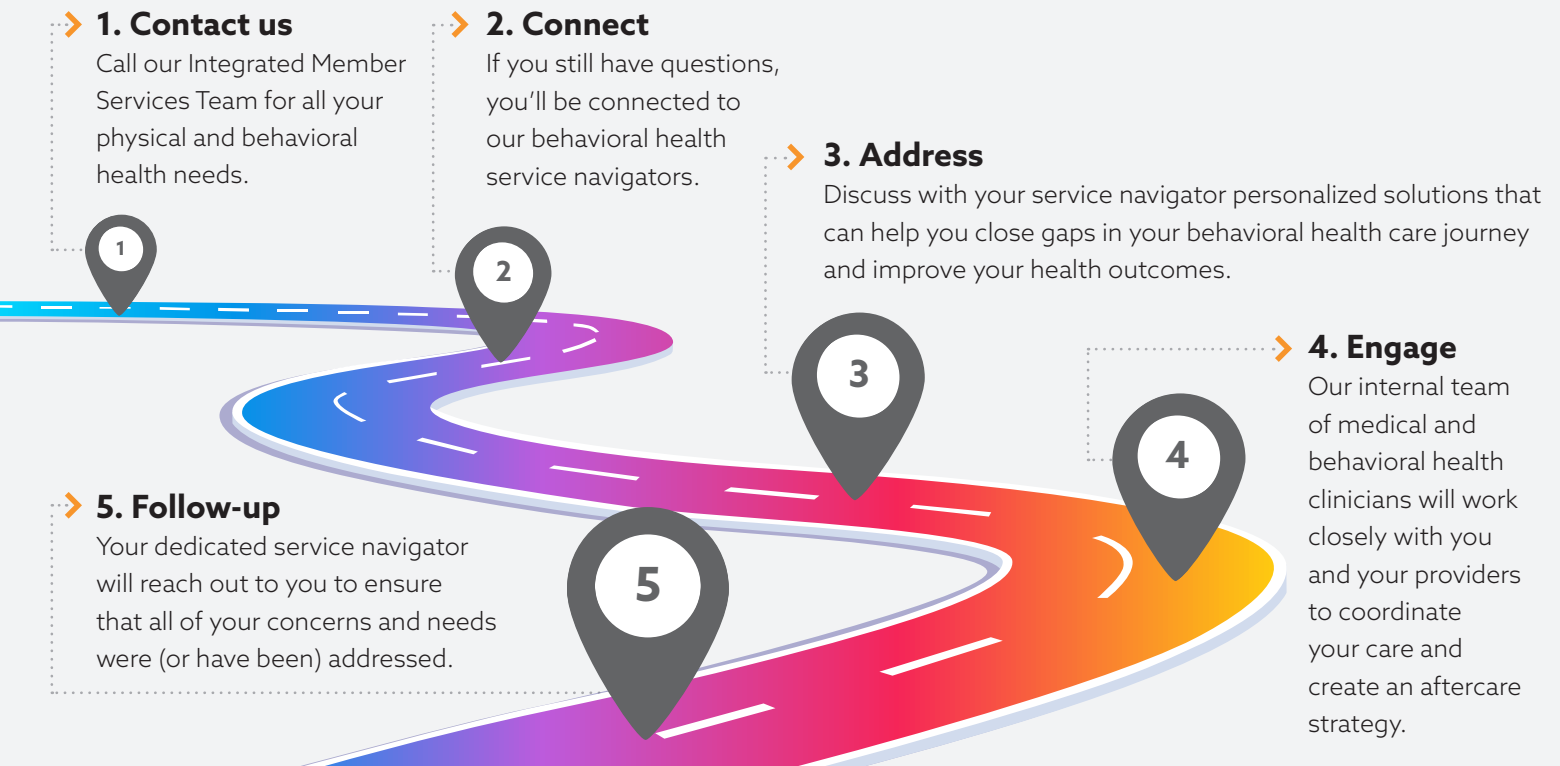 1. Contact us
Call our Integrated Member
Services Team for all your
physical and behavioral
health needs.
1
2. Connect
If you still have questions,
you'll be connected to
our behavioral health
service navigators.
2
3. Address
Discuss with your service navigator personalized solutions that
can help you close gaps in your behavioral health care journey
and improve your health outcomes.
3
4. Engage
Our internal team
of medical and
behavioral health
clinicians will work
closely with you
and your providers
to coordinate
your care and
create an aftercare
strategy.
4
5. Follow-up
Your dedicated service navigator
will reach out to you to ensure
that all of your concerns and needs
were (or have been) addressed.
5